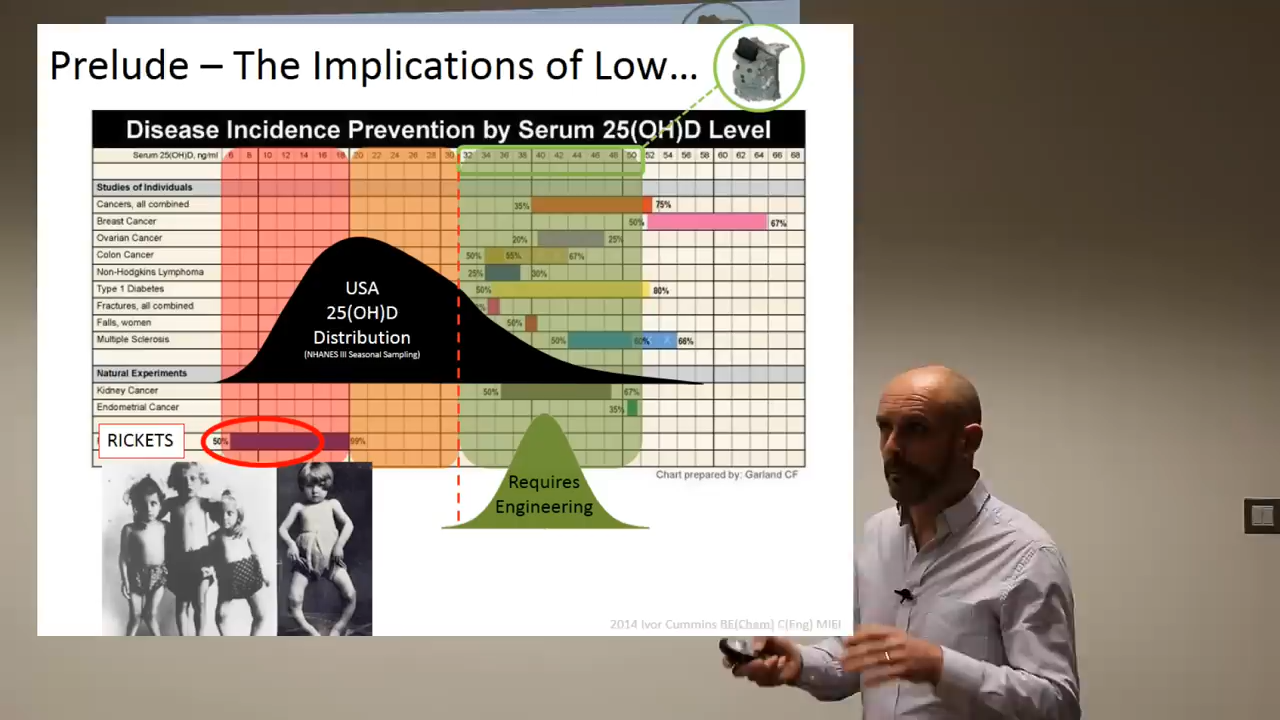 Prelude – The Implications of Low...
Disease Incidence Prevention by Serum 25(OH)D Level
Serum 25(OH)D, ng/ml 6 8 10 12 14 16 18 20 22 24 26 28 30 32 34 36 38 40 42 44 46 48 50 52 54 56 58 60 62 64 66 68
Studies of Individuals
Cancers, all combined 35% 75%
Breast Cancer 50% 67%
Ovarian Cancer 20% 25%
Colon Cancer 50% 55% 67%
Non-Hodgkins Lymphoma 25% 30%
Type 1 Diabetes 50% 80%
Fractures, all combined
Falls, women 50%
Multiple Sclerosis 50% 60% 66%
USA
25(OH)D
Distribution
(NHANES III Seasonal Sampling)
Natural Experiments
Kidney Cancer 50% 67%
Endometrial Cancer 35%
RICKETS 50% 99%
Chart prepared by: Garland CF
Requires
Engineering
2014 Ivor Cummins BE(Chem) C(Eng) MIEI